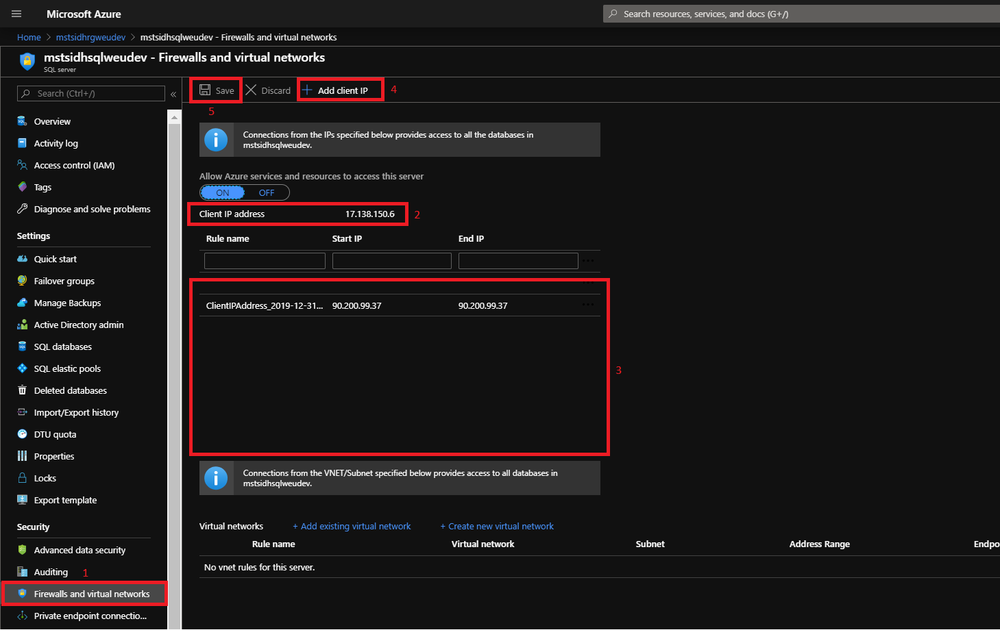 Microsoft Azure
Search resources, services, and docs (G+/)
Home > mstsidhrgweudev > mstsidhsqlweudev - Firewalls and virtual networks
mstsidhsqlweudev - Firewalls and virtual networks
SQL server
Search (Ctrl+/)
«
Overview
Activity log
Access control (IAM)
Tags
Diagnose and solve problems
Settings
Quick start
Failover groups
Manage Backups
Active Directory admin
SQL databases
SQL elastic pools
Deleted databases
Import/Export history
DTU quota
Properties
Locks
Export template
Security
Advanced data security
Auditing 1
Firewalls and virtual networks
Private endpoint connectio...
Save Discard + Add client IP 4
5
Connections from the IPs specified below provides access to all the databases in
mstsidhsqlweudev.
Allow Azure services and resources to access this server
ON OFF
Client IP address 17.138.150.6 2
Rule name Start IP End IP
...
...
ClientIPAddress_2019-12-31... 90.200.99.37 90.200.99.37 ...
3
Connections from the VNET/Subnet specified below provides access to all databases in
mstsidhsqlweudev.
Virtual networks + Add existing virtual network + Create new virtual network
Rule name Virtual network Subnet Address Range Endpo
No vnet rules for this server.